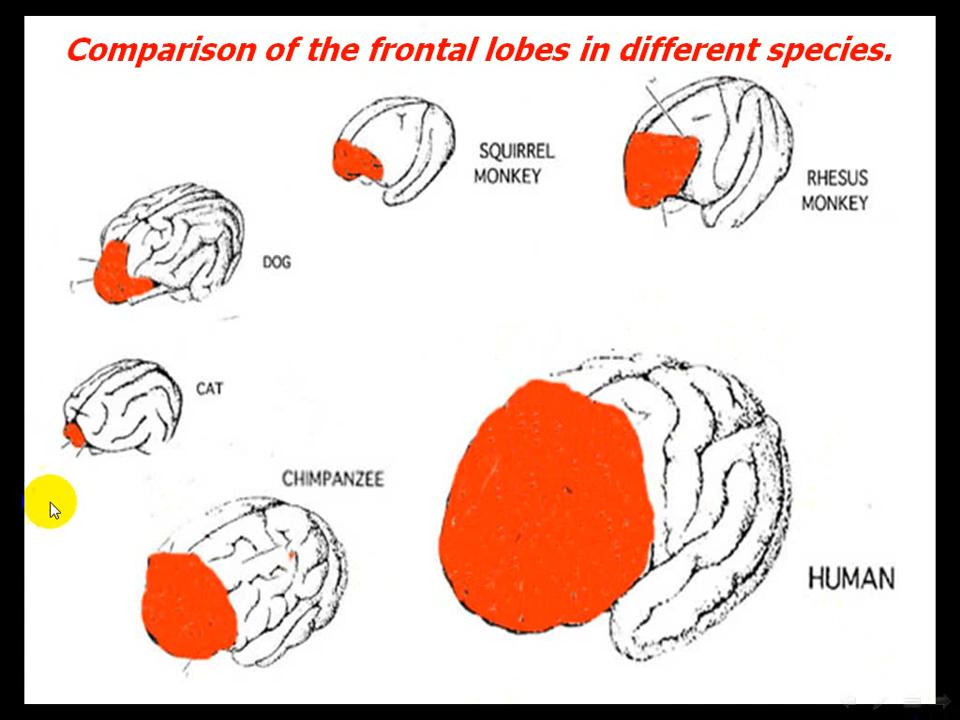 Comparison of the frontal lobes in different species.
SQUIRREL
MONKEY
RHESUS
MONKEY
DOG
CAT
CHIMPANZEE
HUMAN